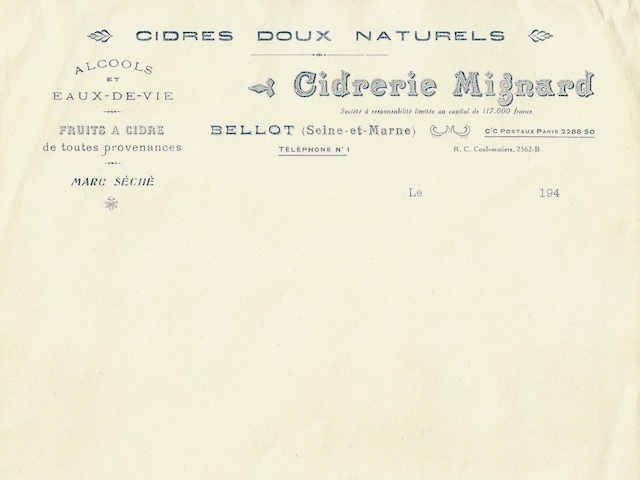 CIDRES DOUX NATURELS
ALCOOLS
ET
EAUX-DE-VIE
FRUITS A CIDRE
de toutes provenances
MARC SÉCHÉ
Cidrerie Mignard
Société à responsabilité limitée au capital de 117.000 francs
BELLOT (Seine-et-Marne)
C/C POSTAUX PARIS 2288-50
TÉLÉPHONE N° 1
R. C. Coulommiers, 2562-B
Le 194